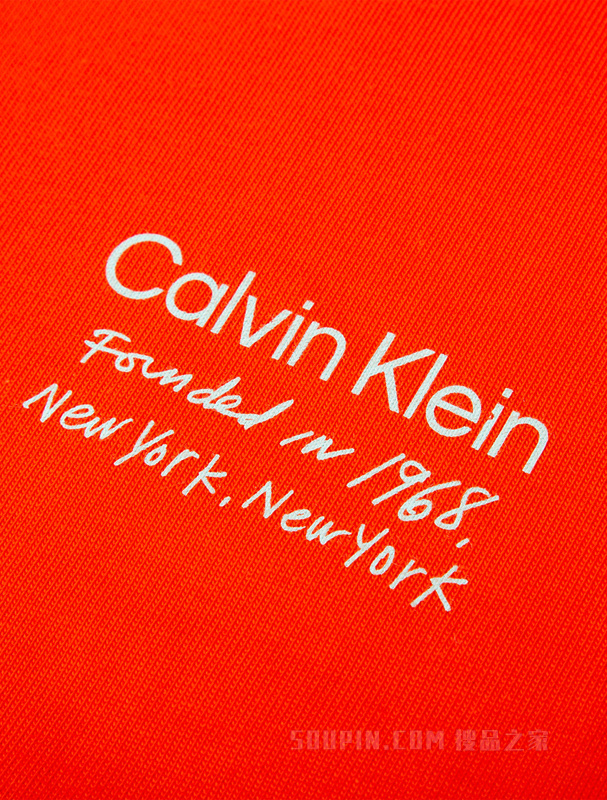 Calvin Klein
Founded in 1968,
New York, New York
SOUPIN.COM 搜品之家